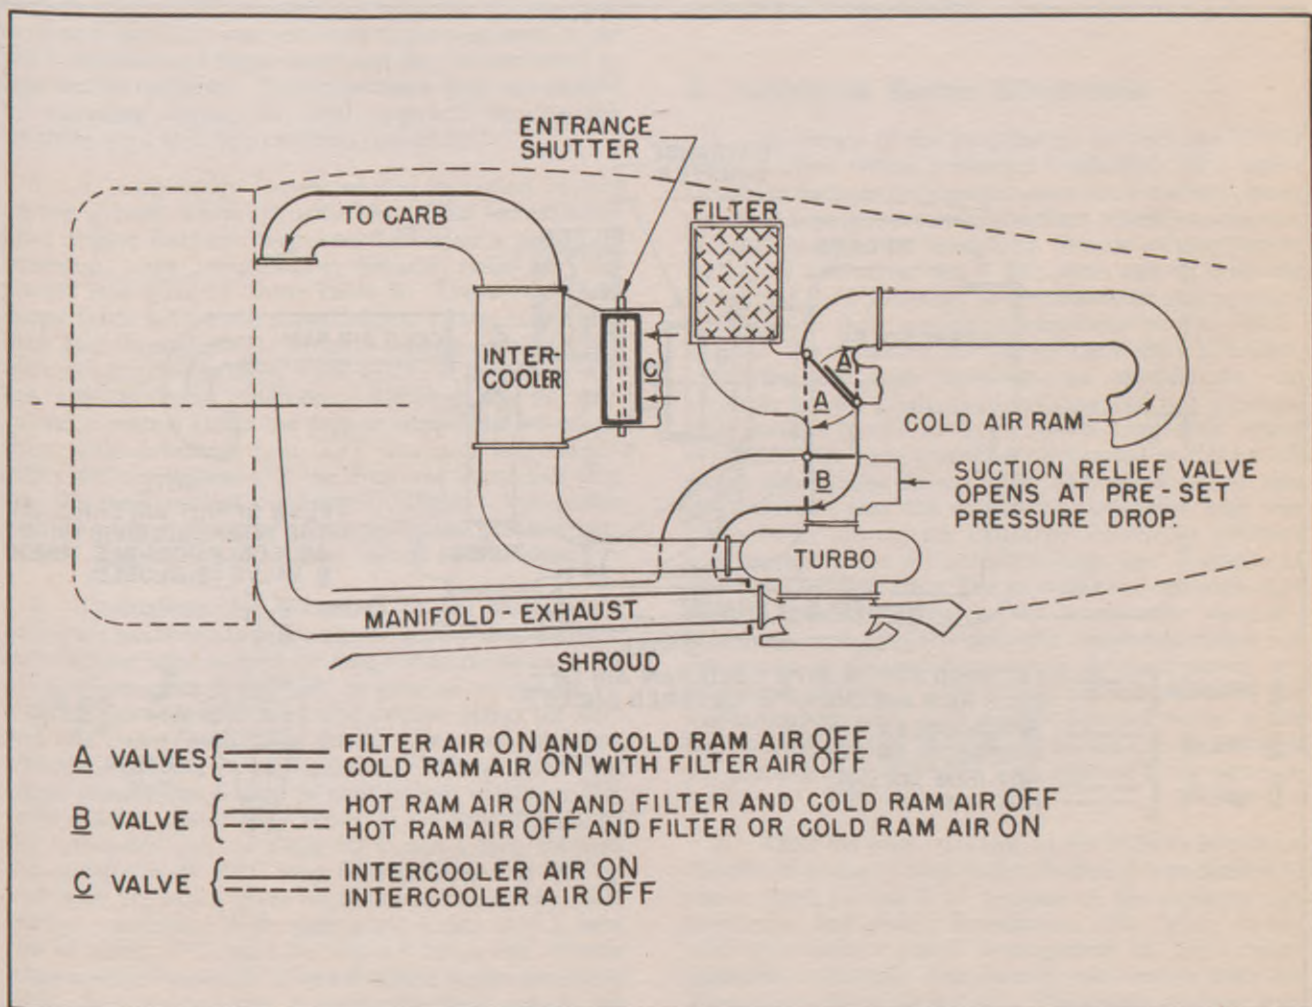 ENTRANCE
SHUTTER
TO CARB
FILTER
INTER-
COOLER
C
A
A
COLD AIR RAM
B
SUCTION RELIEF VALVE
OPENS AT PRE-SET
PRESSURE DROP.
TURBO
MANIFOLD-EXHAUST
SHROUD
A VALVES { FILTER AIR ON AND COLD RAM AIR OFF
COLD RAM AIR ON WITH FILTER AIR OFF
B VALVE { HOT RAM AIR ON AND FILTER AND COLD RAM AIR OFF
HOT RAM AIR OFF AND FILTER OR COLD RAM AIR ON
C VALVE { INTERCOOLER AIR ON
INTERCOOLER AIR OFF